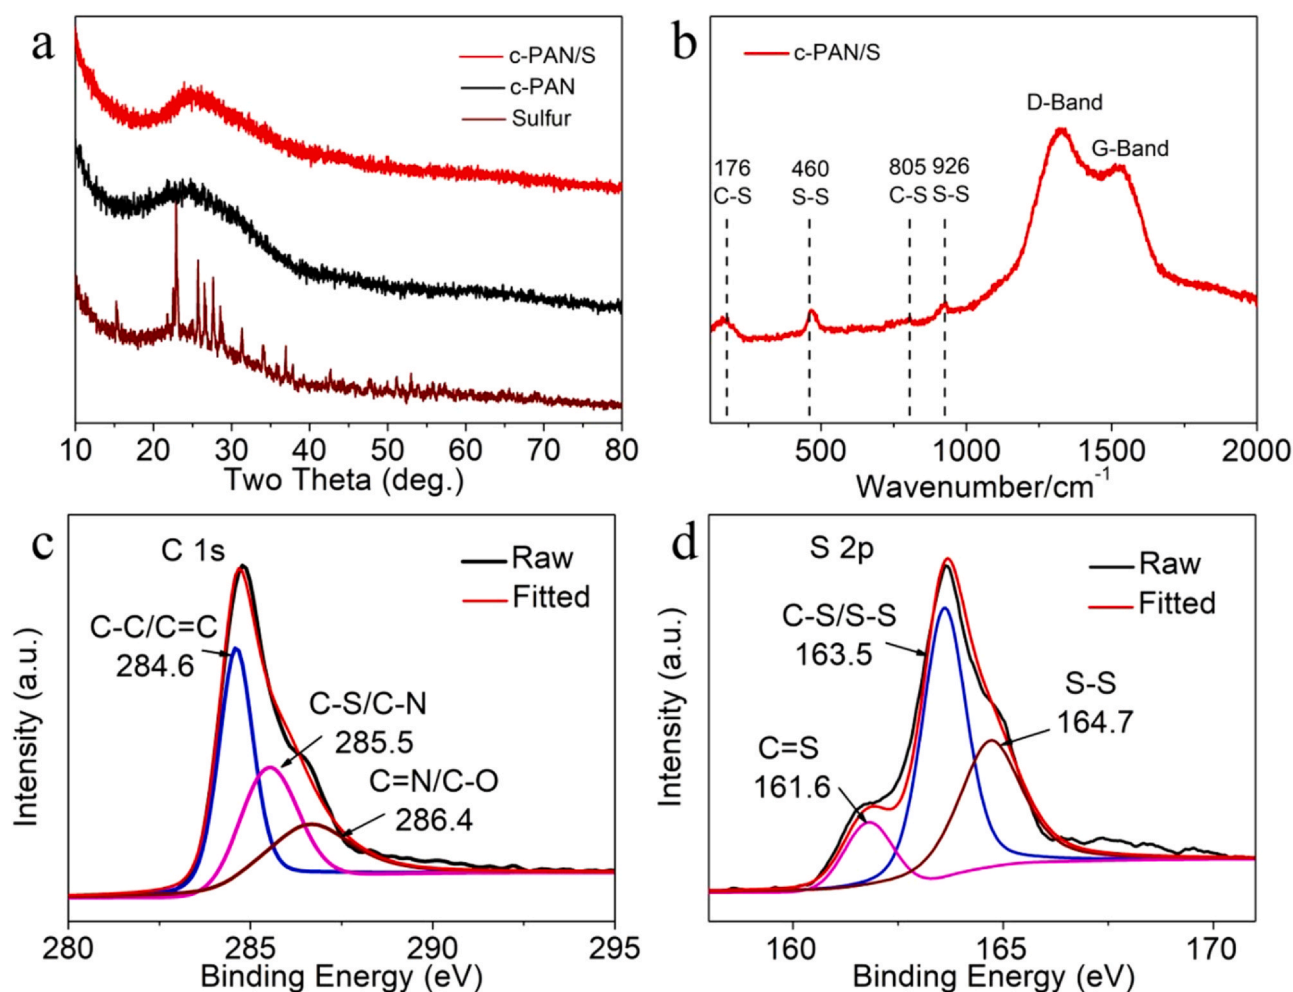 a
c-PAN/S
c-PAN
Sulfur
10 20 30 40 50 60 70 80
Two Theta (deg.)
b
c-PAN/S
D-Band
G-Band
176 460 805 926
C-S S-S C-S S-S
500 1000 1500 2000
Wavenumber/cm⁻¹
c
C 1s
Raw
Fitted
C-C/C=C
284.6
C-S/C-N
285.5
C=N/C-O
286.4
Intensity (a.u.)
280 285 290 295
Binding Energy (eV)
d
S 2p
Raw
Fitted
C-S/S-S
163.5
S-S
164.7
C=S
161.6
Intensity (a.u.)
160 165 170
Binding Energy (eV)